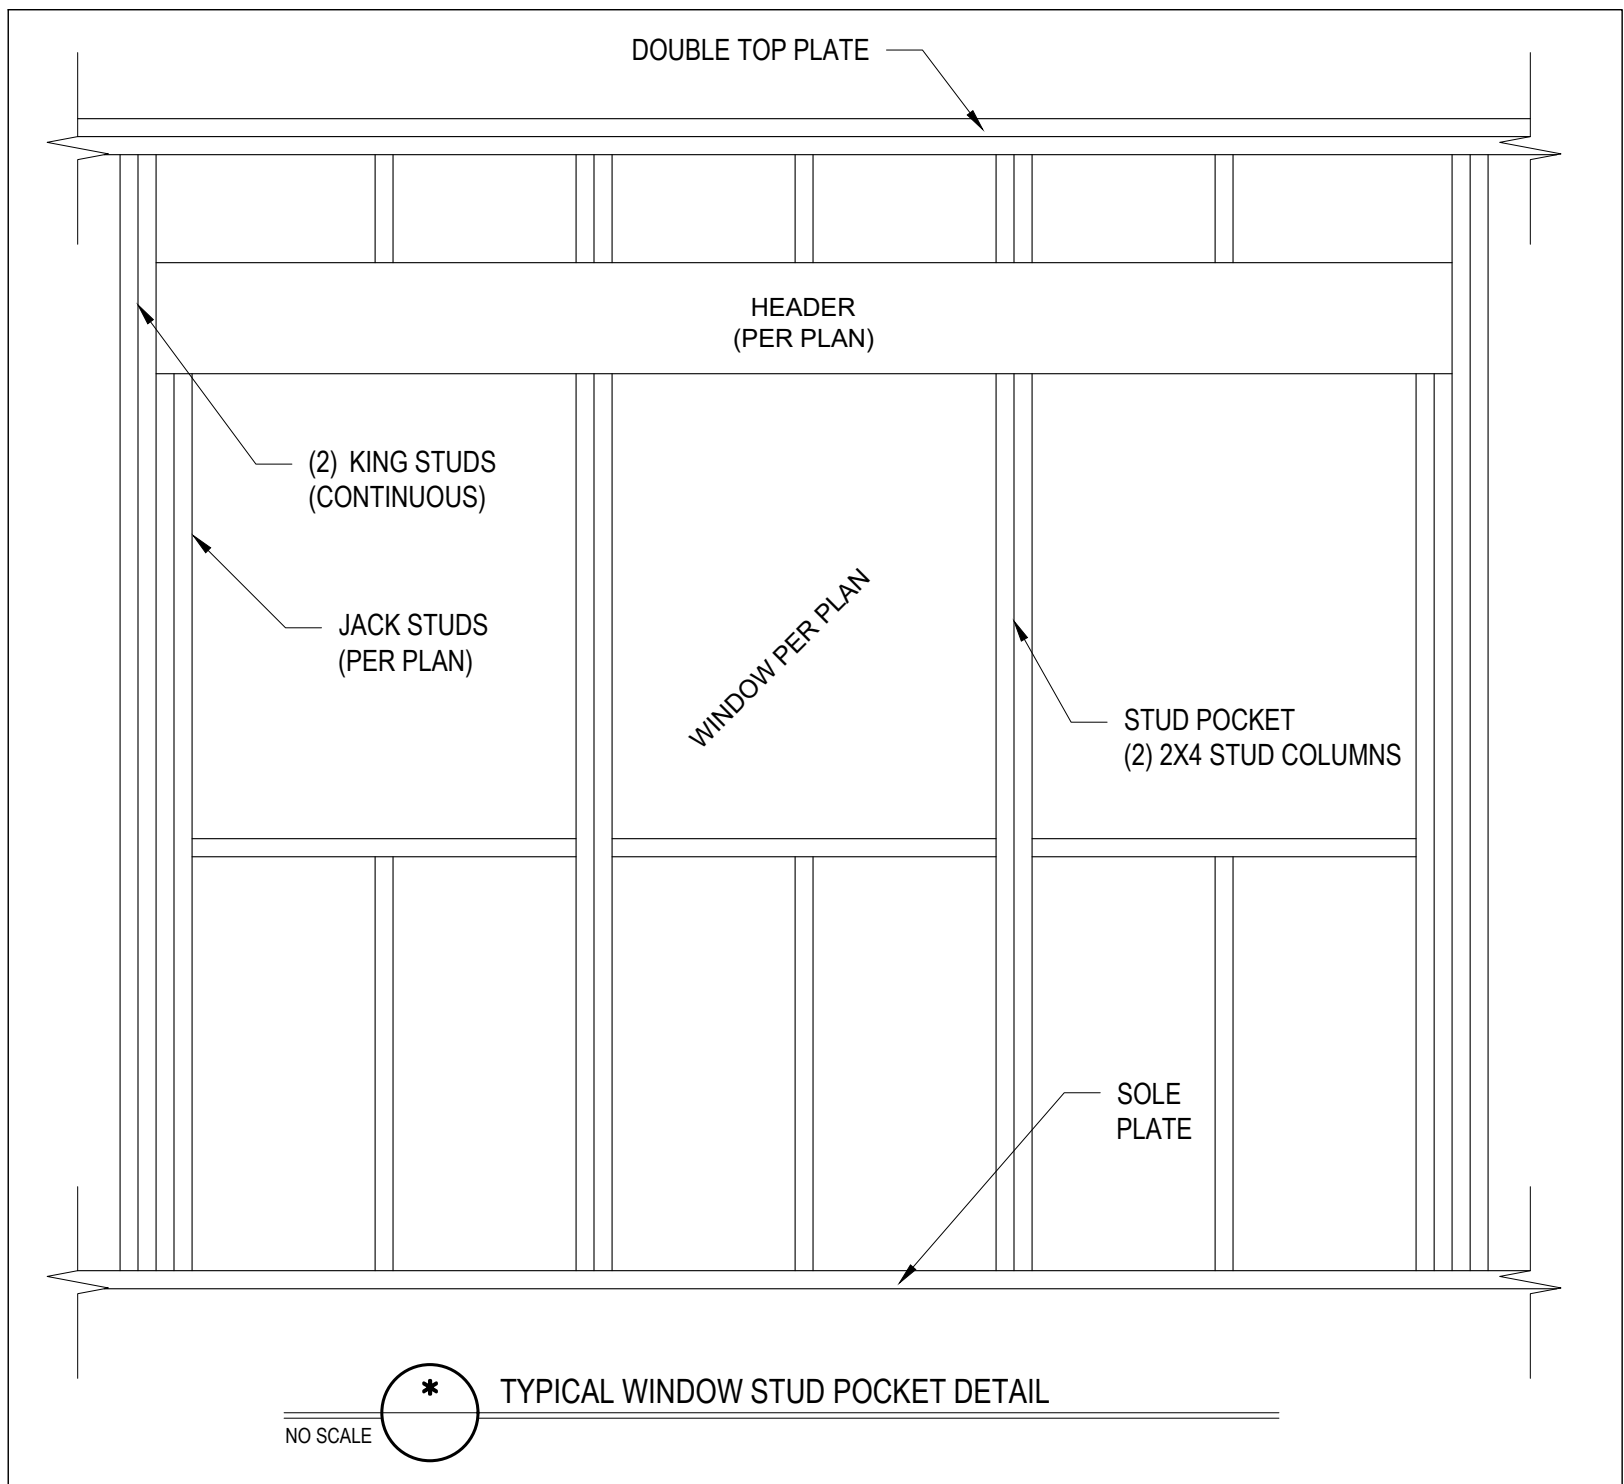 DOUBLE TOP PLATE
HEADER
(PER PLAN)
(2) KING STUDS
(CONTINUOUS)
JACK STUDS
(PER PLAN)
WINDOW PER PLAN
STUD POCKET
(2) 2X4 STUD COLUMNS
SOLE
PLATE
*
TYPICAL WINDOW STUD POCKET DETAIL
NO SCALE